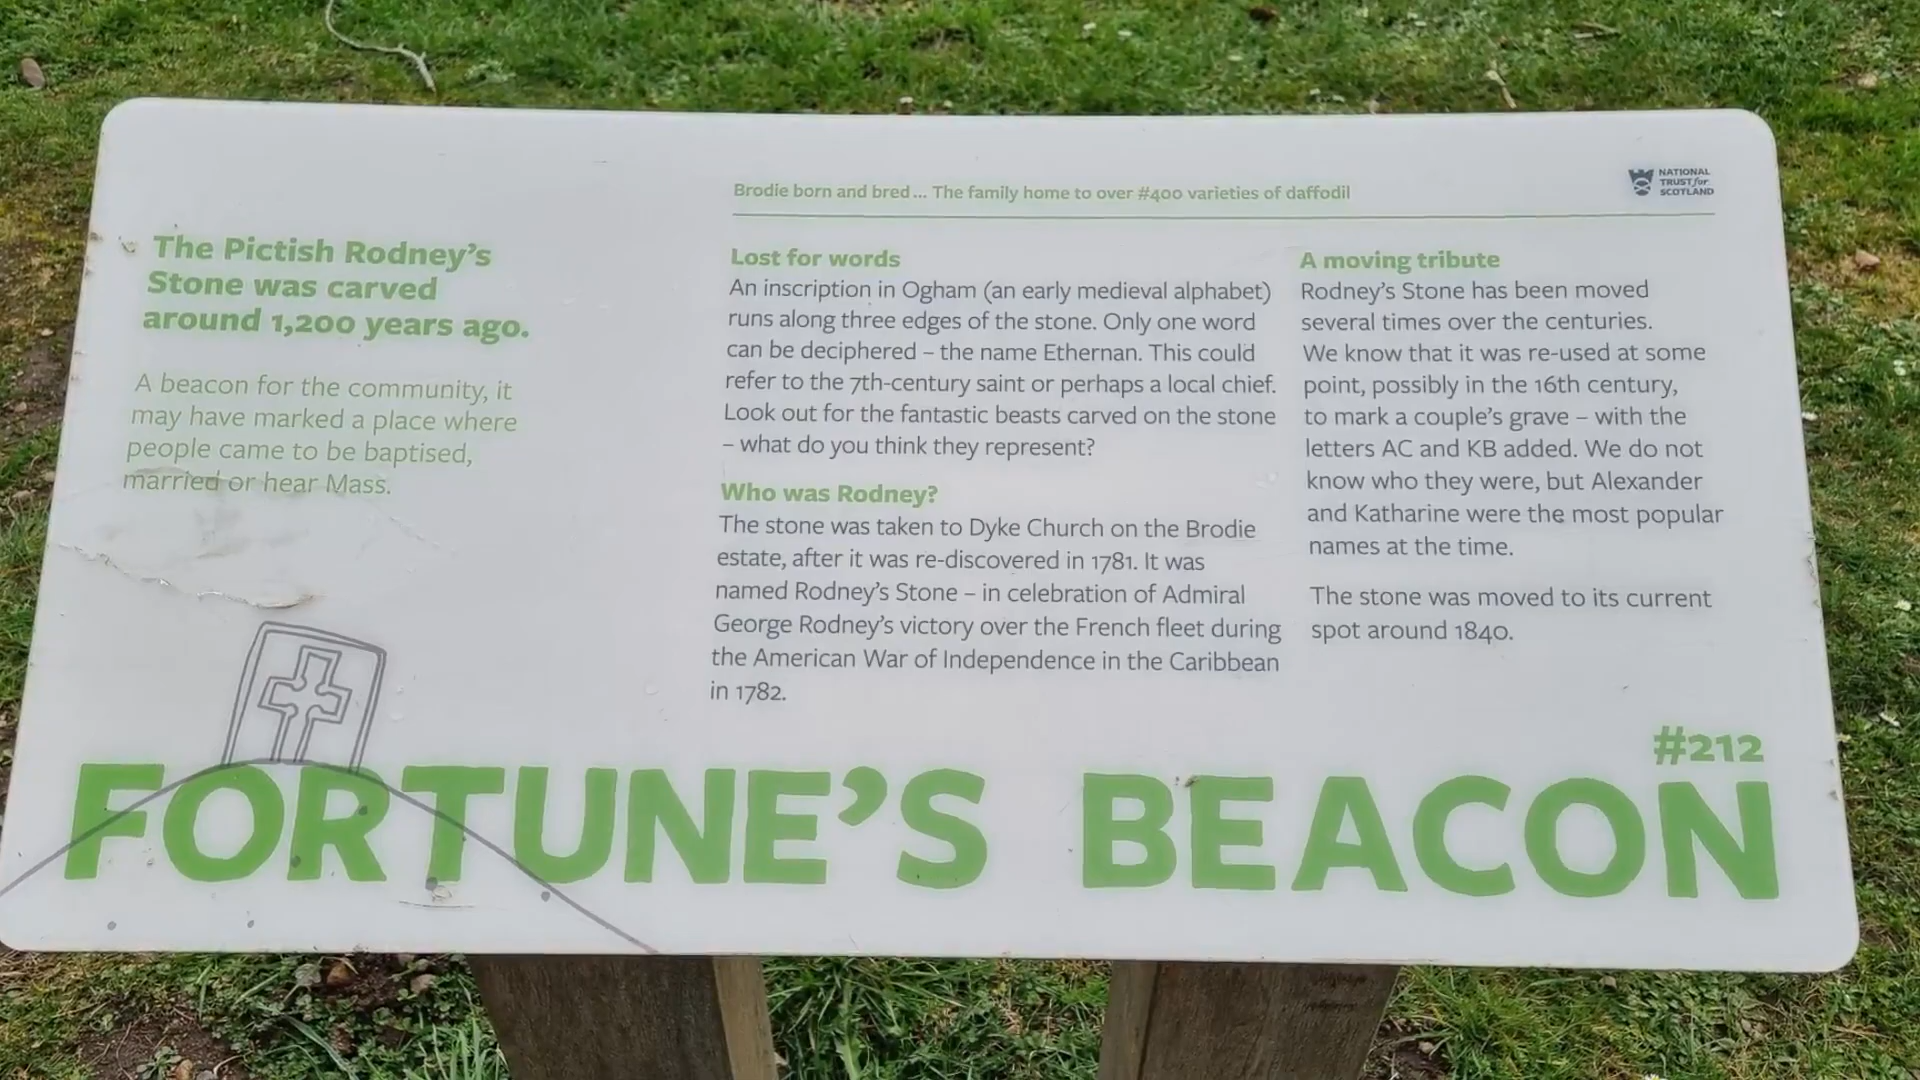 Brodie born and bred... The family home to over #400 varieties of daffodil
NATIONAL
TRUST for
SCOTLAND
The Pictish Rodney's
Stone was carved
around 1,200 years ago.
A beacon for the community, it
may have marked a place where
people came to be baptised,
married or hear Mass.
Lost for words
An inscription in Ogham (an early medieval alphabet)
runs along three edges of the stone. Only one word
can be deciphered – the name Ethernan. This could
refer to the 7th-century saint or perhaps a local chief.
Look out for the fantastic beasts carved on the stone
– what do you think they represent?
Who was Rodney?
The stone was taken to Dyke Church on the Brodie
estate, after it was re-discovered in 1781. It was
named Rodney's Stone – in celebration of Admiral
George Rodney's victory over the French fleet during
the American War of Independence in the Caribbean
in 1782.
A moving tribute
Rodney's Stone has been moved
several times over the centuries.
We know that it was re-used at some
point, possibly in the 16th century,
to mark a couple's grave – with the
letters AC and KB added. We do not
know who they were, but Alexander
and Katharine were the most popular
names at the time.
The stone was moved to its current
spot around 1840.
#212
FORTUNE'S BEACON